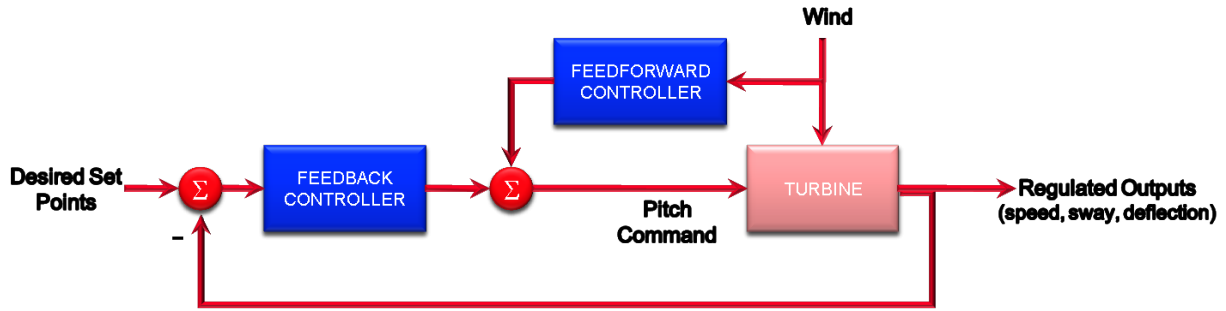 Wind
FEEDFORWARD
CONTROLLER
Desired Set
Points
Σ
–
FEEDBACK
CONTROLLER
Σ
Pitch
Command
TURBINE
Regulated Outputs
(speed, sway, deflection)